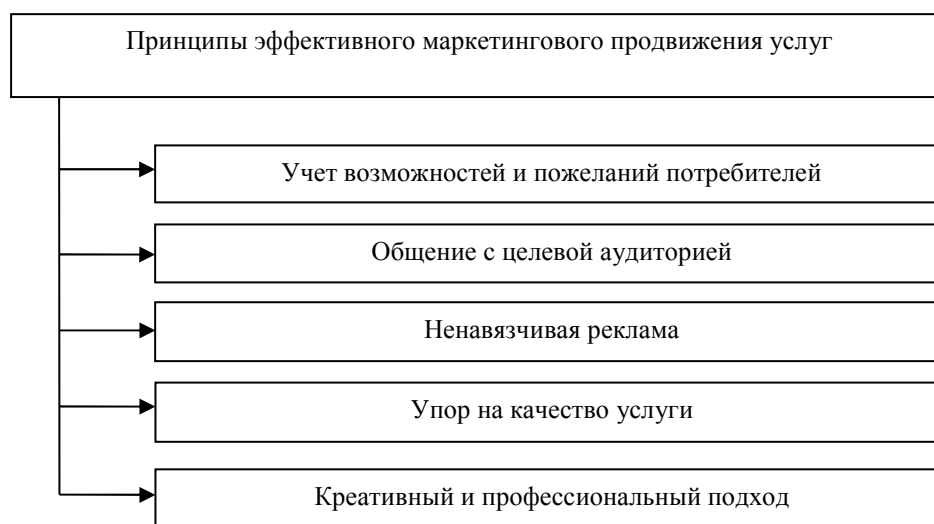 Принципы эффективного маркетингового продвижения услуг
Учет возможностей и пожеланий потребителей
Общение с целевой аудиторией
Ненавязчивая реклама
Упор на качество услуги
Креативный и профессиональный подход